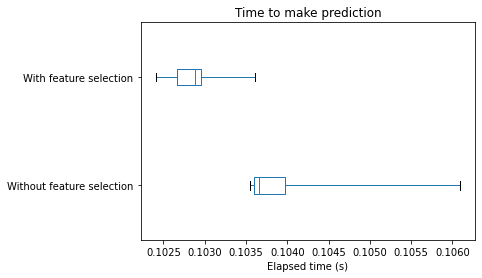 Time to make prediction
With feature selection
Without feature selection
0.1025 0.1030 0.1035 0.1040 0.1045 0.1050 0.1055 0.1060
Elapsed time (s)